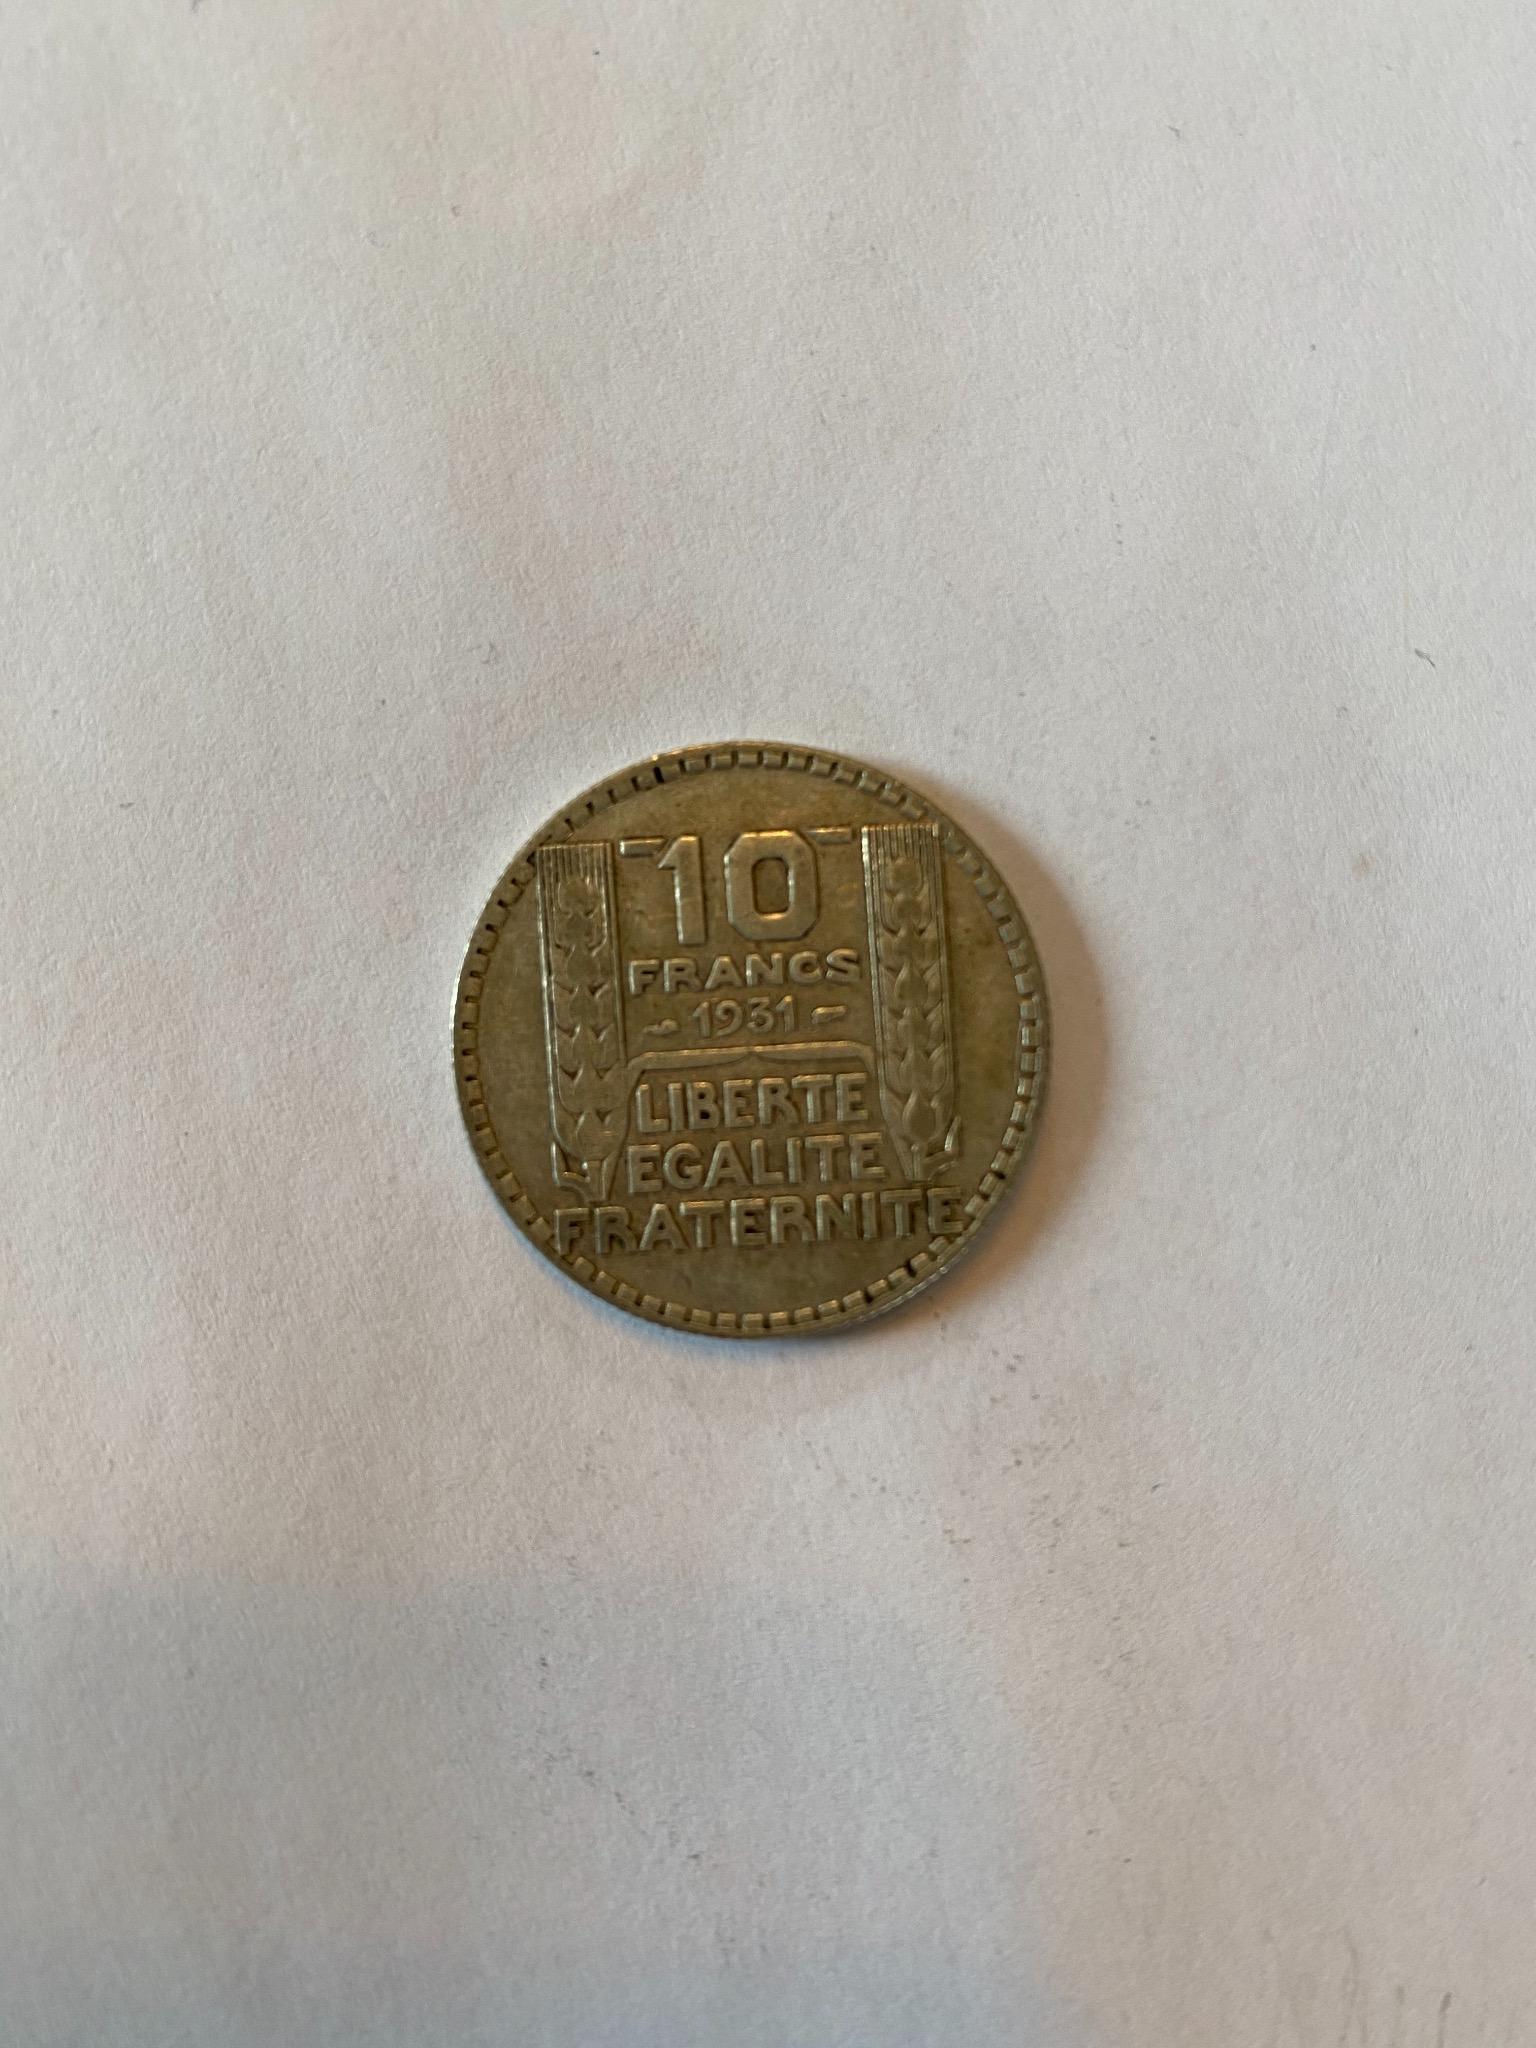 10
FRANCS
- 1931 -
LIBERTE
EGALITE
FRATERNITE